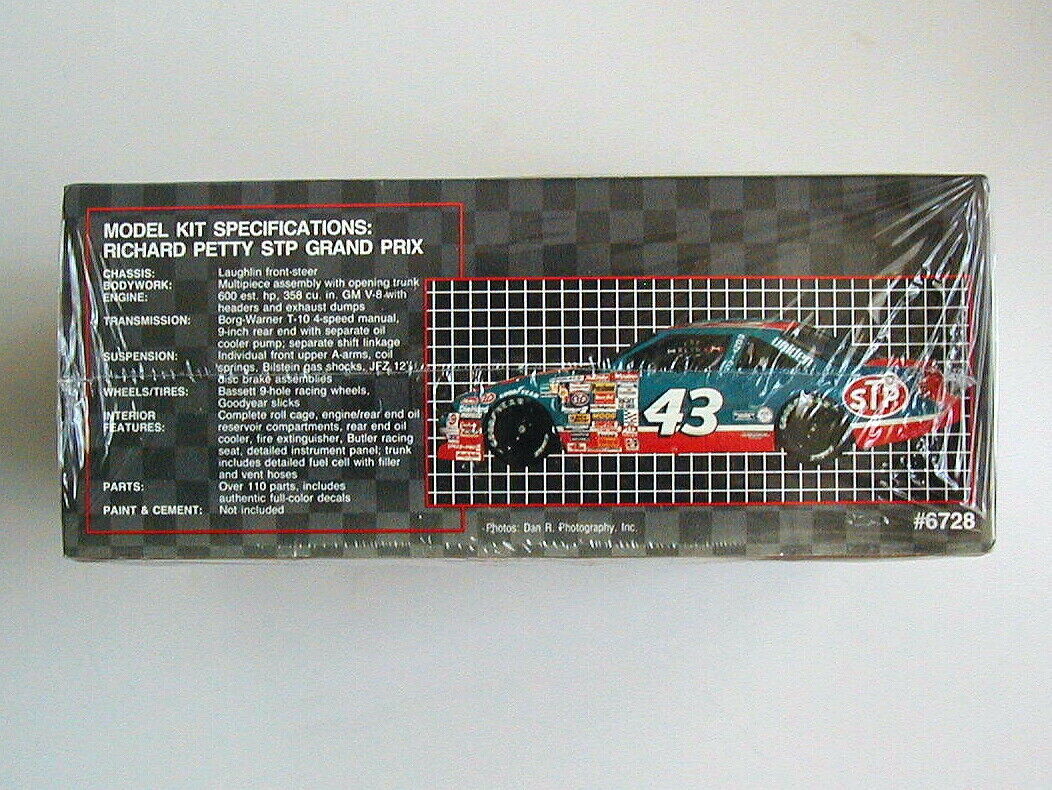 MODEL KIT SPECIFICATIONS:
RICHARD PETTY STP GRAND PRIX
CHASSIS: Laughlin front-steer
BODYWORK: Multipiece assembly with opening trunk
ENGINE: 600 est. hp, 358 cu. in. GM V-8 with
headers and exhaust dumps
TRANSMISSION: Borg-Warner T-10 4-speed manual,
9-inch rear end with separate oil
cooler pump; separate shift linkage
SUSPENSION: Individual front upper A-arms, coil
springs, Bilstein gas shocks, JFZ 12"
disc brake assemblies
WHEELS/TIRES: Bassett 9-hole racing wheels,
Goodyear slicks
INTERIOR Complete roll cage, engine/rear end oil
FEATURES: reservoir compartments, rear end oil
cooler, fire extinguisher, Butler racing
seat, detailed instrument panel; trunk
includes detailed fuel cell with filler
and vent hoses
PARTS: Over 110 parts, includes
authentic full-color decals
PAINT & CEMENT: Not included
43
STP
Photos: Dan R. Photography, Inc.
#6728